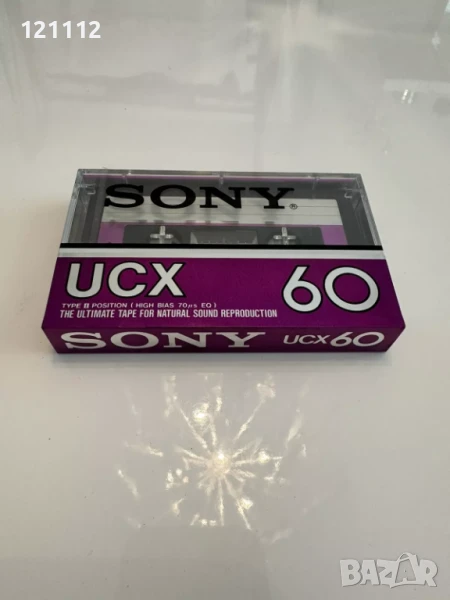 121112
SONY®
UCX 60
TYPE II POSITION (HIGH BIAS 70μs EQ)
THE ULTIMATE TAPE FOR NATURAL SOUND REPRODUCTION
SONY UCX60
BAZAR